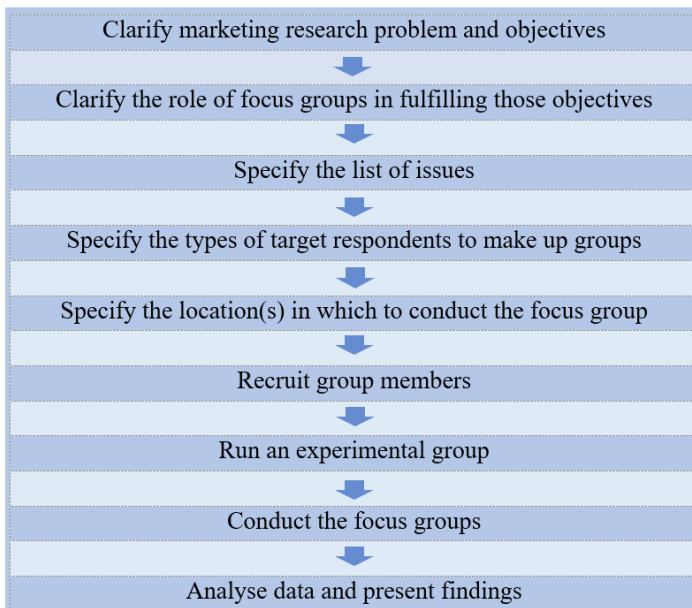 Clarify marketing research problem and objectives
Clarify the role of focus groups in fulfilling those objectives
Specify the list of issues
Specify the types of target respondents to make up groups
Specify the location(s) in which to conduct the focus group
Recruit group members
Run an experimental group
Conduct the focus groups
Analyse data and present findings